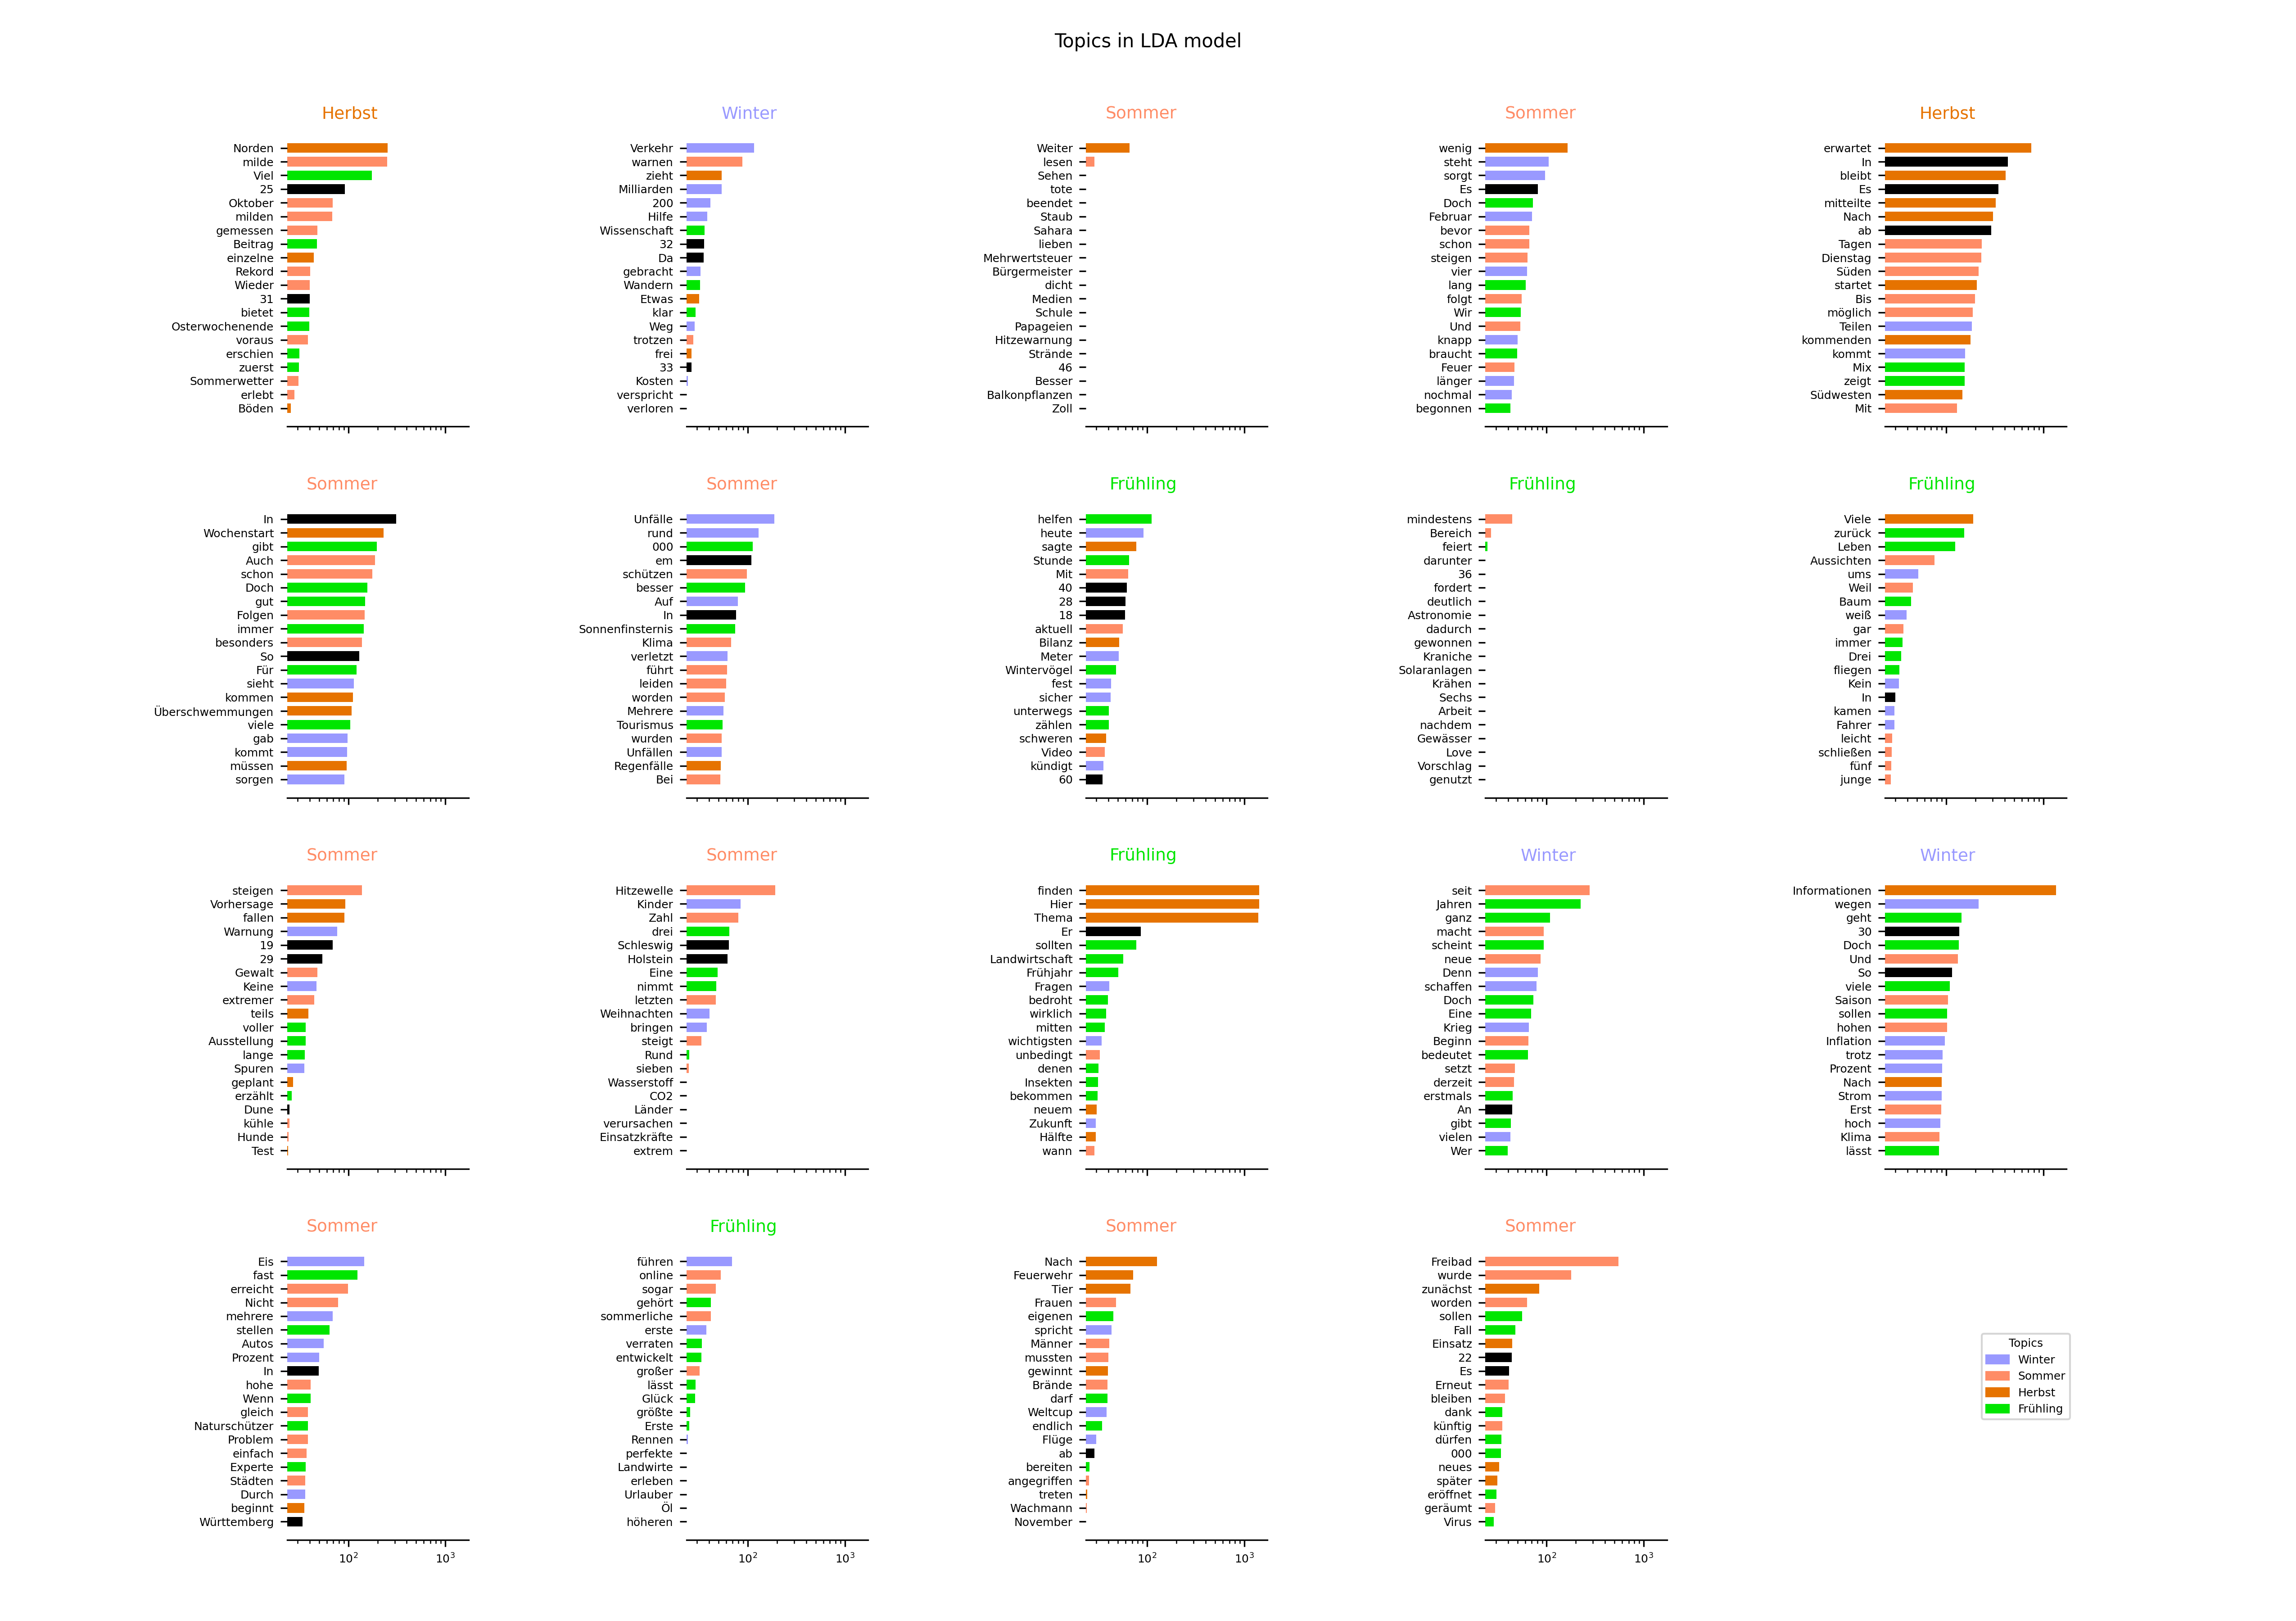 Topics in LDA model
Herbst
Norden
milde
Viel
25
Oktober
milden
gemessen
Beitrag
einzelne
Rekord
Wieder
31
bietet
Osterwochenende
voraus
erschien
zuerst
Sommerwetter
erlebt
Böden
Winter
Verkehr
warnen
zieht
Milliarden
200
Hilfe
Wissenschaft
32
Da
gebracht
Wandern
Etwas
klar
Weg
trotzen
frei
33
Kosten
verspricht
verloren
Sommer
Weiter
lesen
Sehen
tote
beendet
Staub
Sahara
lieben
Mehrwertsteuer
Bürgermeister
dicht
Medien
Schule
Papageien
Hitzewarnung
Strände
46
Besser
Balkonpflanzen
Zoll
Sommer
wenig
steht
sorgt
Es
Doch
Februar
bevor
schon
steigen
vier
lang
folgt
Wir
Und
knapp
braucht
Feuer
länger
nochmal
begonnen
Herbst
erwartet
In
bleibt
Es
mitteilte
Nach
ab
Tagen
Dienstag
Süden
startet
Bis
möglich
Teilen
kommenden
kommt
Mix
zeigt
Südwesten
Mit
Sommer
In
Wochenstart
gibt
Auch
schon
Doch
gut
Folgen
immer
besonders
So
Für
sieht
kommen
Überschwemmungen
viele
gab
kommt
müssen
sorgen
Sommer
Unfälle
rund
000
em
schützen
besser
Auf
In
Sonnenfinsternis
Klima
verletzt
führt
leiden
worden
Mehrere
Tourismus
wurden
Unfällen
Regenfälle
Bei
Frühling
helfen
heute
sagte
Stunde
Mit
40
28
18
aktuell
Bilanz
Meter
Wintervögel
fest
sicher
unterwegs
zählen
schweren
Video
kündigt
60
Frühling
mindestens
Bereich
feiert
darunter
36
fordert
deutlich
Astronomie
dadurch
gewonnen
Kraniche
Solaranlagen
Krähen
Sechs
Arbeit
nachdem
Gewässer
Love
Vorschlag
genutzt
Frühling
Viele
zurück
Leben
Aussichten
ums
Weil
Baum
weiß
gar
immer
Drei
fliegen
Kein
In
kamen
Fahrer
leicht
schließen
fünf
junge
Sommer
steigen
Vorhersage
fallen
Warnung
19
29
Gewalt
Keine
extremer
teils
voller
Ausstellung
lange
Spuren
geplant
erzählt
Dune
kühle
Hunde
Test
Sommer
Hitzewelle
Kinder
Zahl
drei
Schleswig
Holstein
Eine
nimmt
letzten
Weihnachten
bringen
steigt
Rund
sieben
Wasserstoff
CO2
Länder
verursachen
Einsatzkräfte
extrem
Frühling
finden
Hier
Thema
Er
sollten
Landwirtschaft
Frühjahr
Fragen
bedroht
wirklich
mitten
wichtigsten
unbedingt
denen
Insekten
bekommen
neuem
Zukunft
Hälfte
wann
Winter
seit
Jahren
ganz
macht
scheint
neue
Denn
schaffen
Doch
Eine
Krieg
Beginn
bedeutet
setzt
derzeit
erstmals
An
gibt
vielen
Wer
Winter
Informationen
wegen
geht
30
Doch
Und
So
viele
Saison
sollen
hohen
Inflation
trotz
Prozent
Nach
Strom
Erst
hoch
Klima
lässt
Sommer
Eis
fast
erreicht
Nicht
mehrere
stellen
Autos
Prozent
In
hohe
Wenn
gleich
Naturschützer
Problem
einfach
Experte
Städten
Durch
beginnt
Württemberg
10² 10³
Frühling
führen
online
sogar
gehört
sommerliche
erste
verraten
entwickelt
großer
lässt
Glück
größte
Erste
Rennen
perfekte
Landwirte
erleben
Urlauber
Öl
höheren
10² 10³
Sommer
Nach
Feuerwehr
Tier
Frauen
eigenen
spricht
Männer
mussten
gewinnt
Brände
darf
Weltcup
endlich
Flüge
ab
bereiten
angegriffen
treten
Wachmann
November
10² 10³
Sommer
Freibad
wurde
zunächst
worden
sollen
Fall
Einsatz
22
Es
Erneut
bleiben
dank
künftig
dürfen
000
neues
später
eröffnet
geräumt
Virus
10² 10³
Topics
Winter
Sommer
Herbst
Frühling